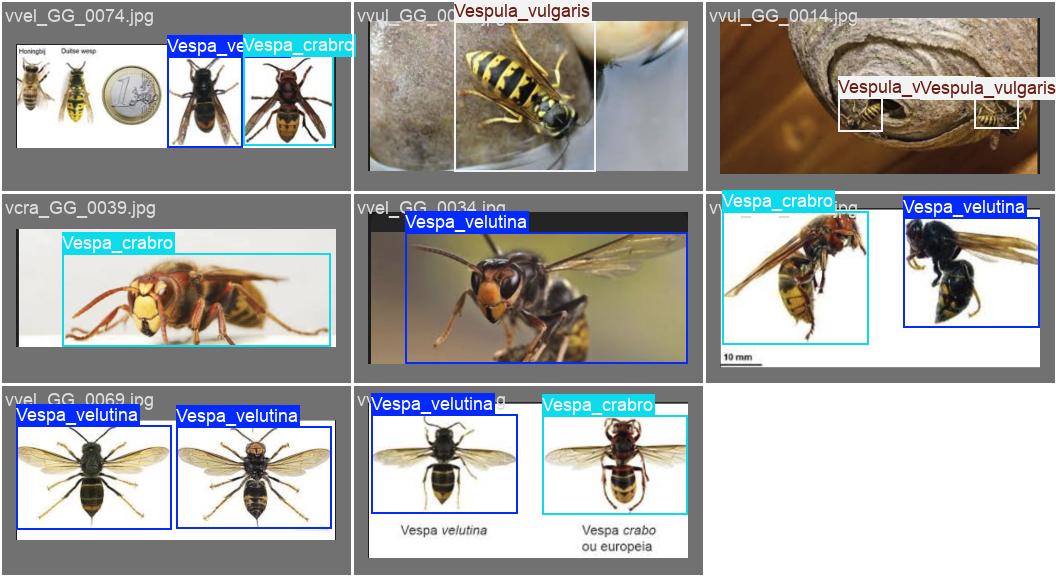 vvel_GG_0074.jpg
Vespa_ve
Vespa_crabro
Honingbij
Duitse wesp
1
Vespula_vulgaris
vvul_GG_0014.jpg
Vespula_v
Vespula_vulgaris
vcra_GG_0039.jpg
Vespa_crabro
vvel_GG_0034.jpg
Vespa_velutina
Vespa_crabro
Vespa_velutina
10 mm
vvel_GG_0069.jpg
Vespa_velutina
Vespa_velutina
Vespa_velutina
Vespa_crabro
Vespa velutina
Vespa crabo
ou europeia